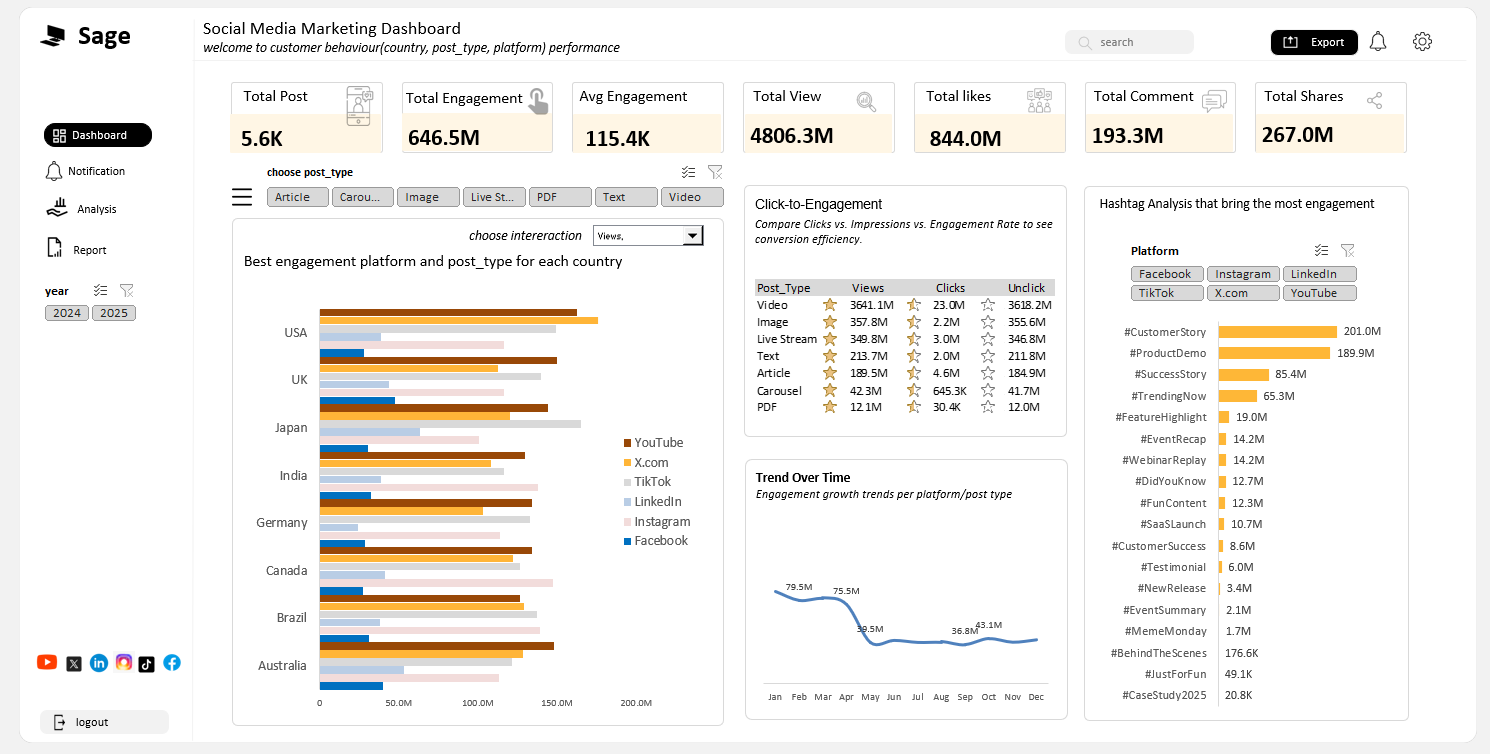 Sage
Social Media Marketing Dashboard
welcome to customer behaviour(country, post_type, platform) performance
search
Export
Dashboard
Notification
Analysis
Report
year
2024 2025
logout
Total Post
5.6K
Total Engagement
646.5M
Avg Engagement
115.4K
Total View
4806.3M
Total likes
844.0M
Total Comment
193.3M
Total Shares
267.0M
choose post_type
Article Carou... Image Live St... PDF Text Video
choose intereraction Views,
Best engagement platform and post_type for each country
USA
UK
Japan
India
Germany
Canada
Brazil
Australia
0 50.0M 100.0M 150.0M 200.0M
YouTube
X.com
TikTok
LinkedIn
Instagram
Facebook
Click-to-Engagement
Compare Clicks vs. Impressions vs. Engagement Rate to see
conversion efficiency.
Post_Type Views Clicks Unclick
Video 3641.1M 23.0M 3618.2M
Image 357.8M 2.2M 355.6M
Live Stream 349.8M 3.0M 346.8M
Text 213.7M 2.0M 211.8M
Article 189.5M 4.6M 184.9M
Carousel 42.3M 645.3K 41.7M
PDF 12.1M 30.4K 12.0M
Trend Over Time
Engagement growth trends per platform/post type
79.5M 75.5M 39.5M 36.8M 43.1M
Jan Feb Mar Apr May Jun Jul Aug Sep Oct Nov Dec
Hashtag Analysis that bring the most engagement
Platform
Facebook Instagram LinkedIn
TikTok X.com YouTube
#CustomerStory 201.0M
#ProductDemo 189.9M
#SuccessStory 85.4M
#TrendingNow 65.3M
#FeatureHighlight 19.0M
#EventRecap 14.2M
#WebinarReplay 14.2M
#DidYouKnow 12.7M
#FunContent 12.3M
#SaaSLaunch 10.7M
#CustomerSuccess 8.6M
#Testimonial 6.0M
#NewRelease 3.4M
#EventSummary 2.1M
#MemeMonday 1.7M
#BehindTheScenes 176.6K
#JustForFun 49.1K
#CaseStudy2025 20.8K